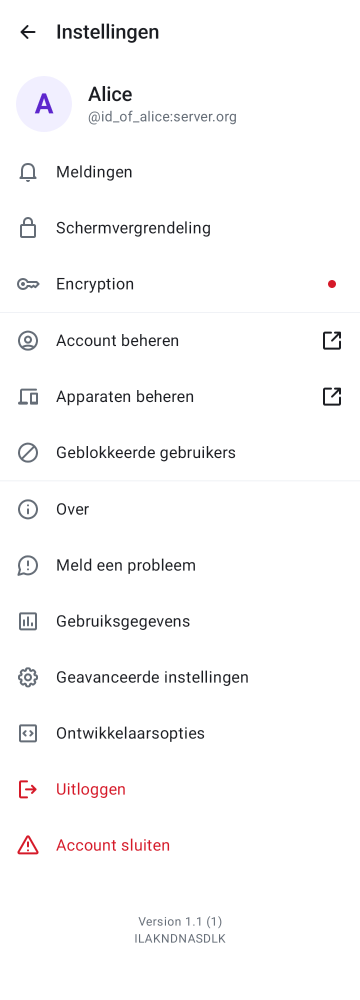 Instellingen
A
Alice
@id_of_alice:server.org
Meldingen
Schermvergrendeling
Encryption
Account beheren
Apparaten beheren
Geblokkeerde gebruikers
Over
Meld een probleem
Gebruiksgegevens
Geavanceerde instellingen
Ontwikkelaarsopties
Uitloggen
Account sluiten
Version 1.1 (1)
ILAKNDNASDLK